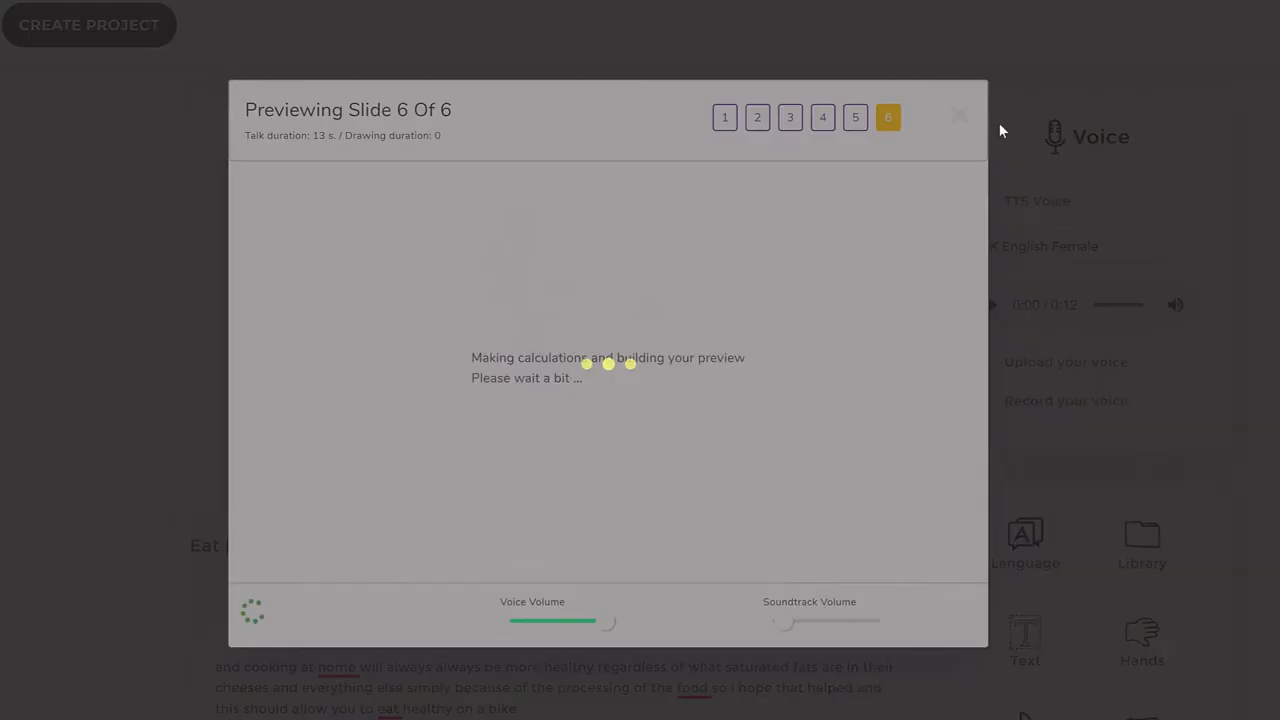 CREATE PROJECT
Previewing Slide 6 Of 6
Talk duration: 13 s. / Drawing duration: 0
1 2 3 4 5 6
Voice
TTS Voice
English Female
0:00 / 0:12
Making calculations and building your preview
Please wait a bit ...
Upload your voice
Record your voice
Eat
Language
Library
Voice Volume
Soundtrack Volume
Text
Hands
and cooking at home will always always be more healthy regardless of what saturated fats are in their
cheeses and everything else simply because of the processing of the food so i hope that helped and
this should allow you to eat healthy on a bike